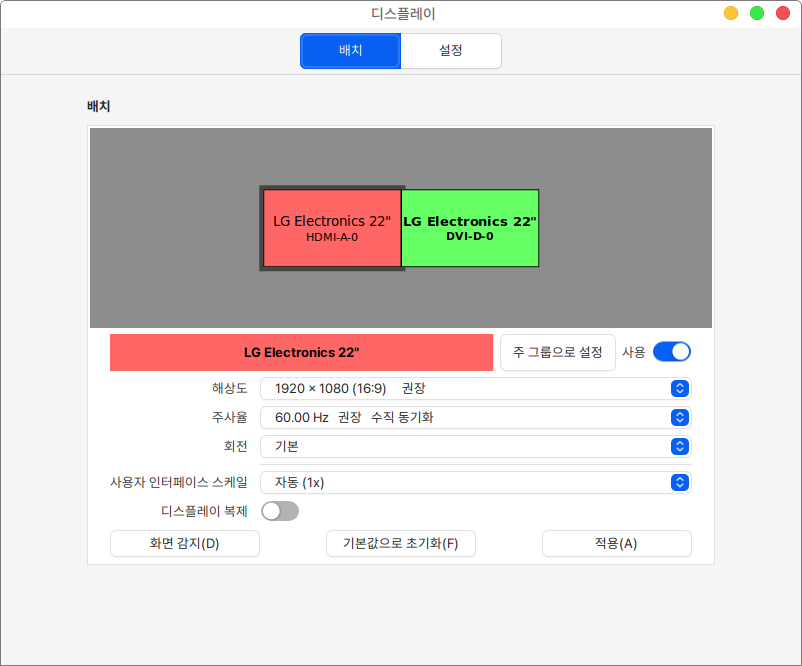 디스플레이
배치 설정
배치
LG Electronics 22" LG Electronics 22"
HDMI-A-0 DVI-D-0
LG Electronics 22" 주 그룹으로 설정 사용
해상도 1920 × 1080 (16:9) 권장
주사율 60.00 Hz 권장 수직 동기화
회전 기본
사용자 인터페이스 스케일 자동 (1x)
디스플레이 복제
화면 감지(D) 기본값으로 초기화(F) 적용(A)